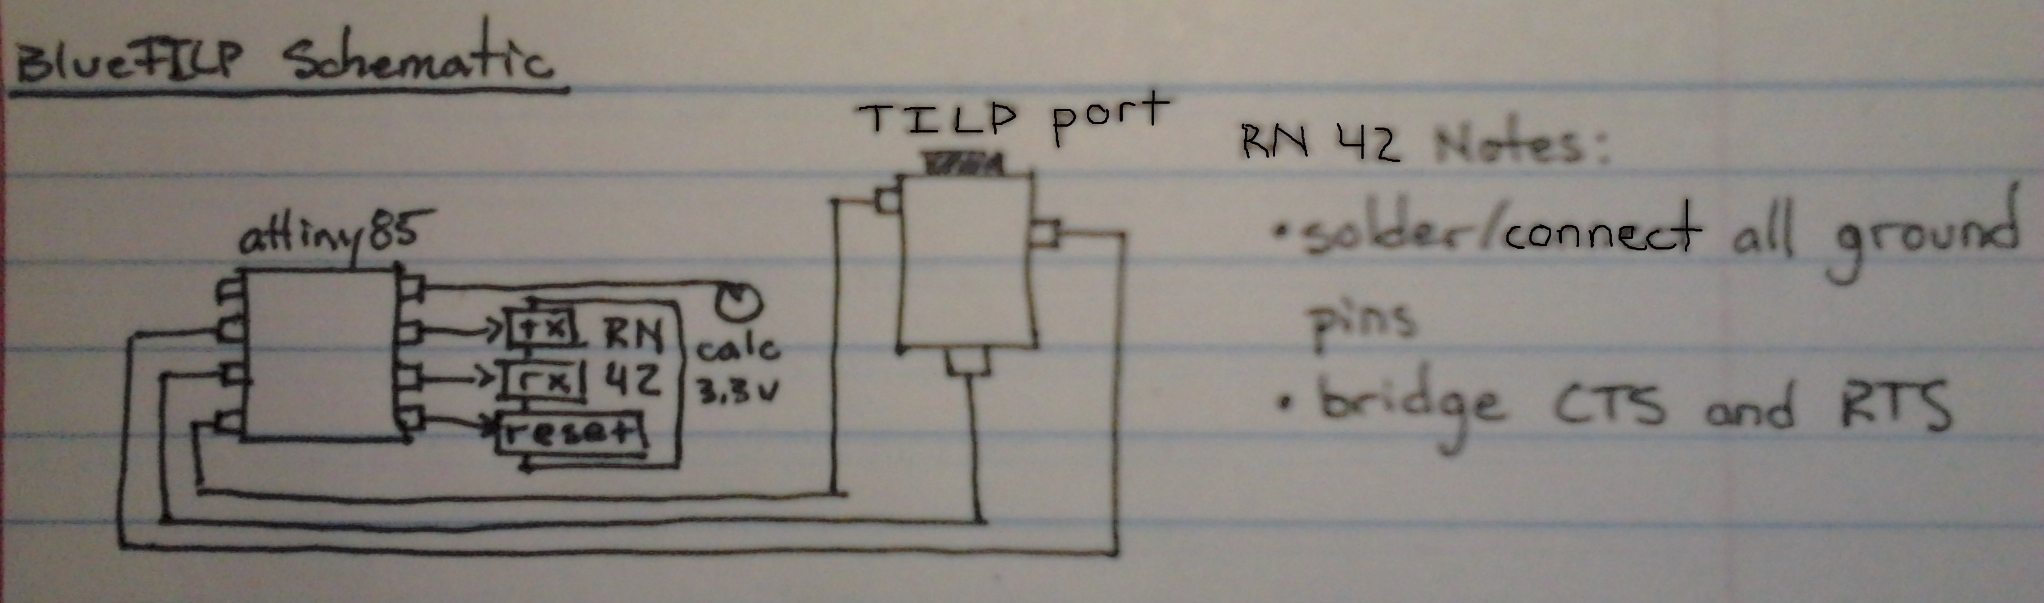 BlueTILP Schematic
TILP port
RN 42 Notes:
• solder/connect all ground
pins
• bridge CTS and RTS
attiny85
tx RN
rx 42
reset
calc
3.3v